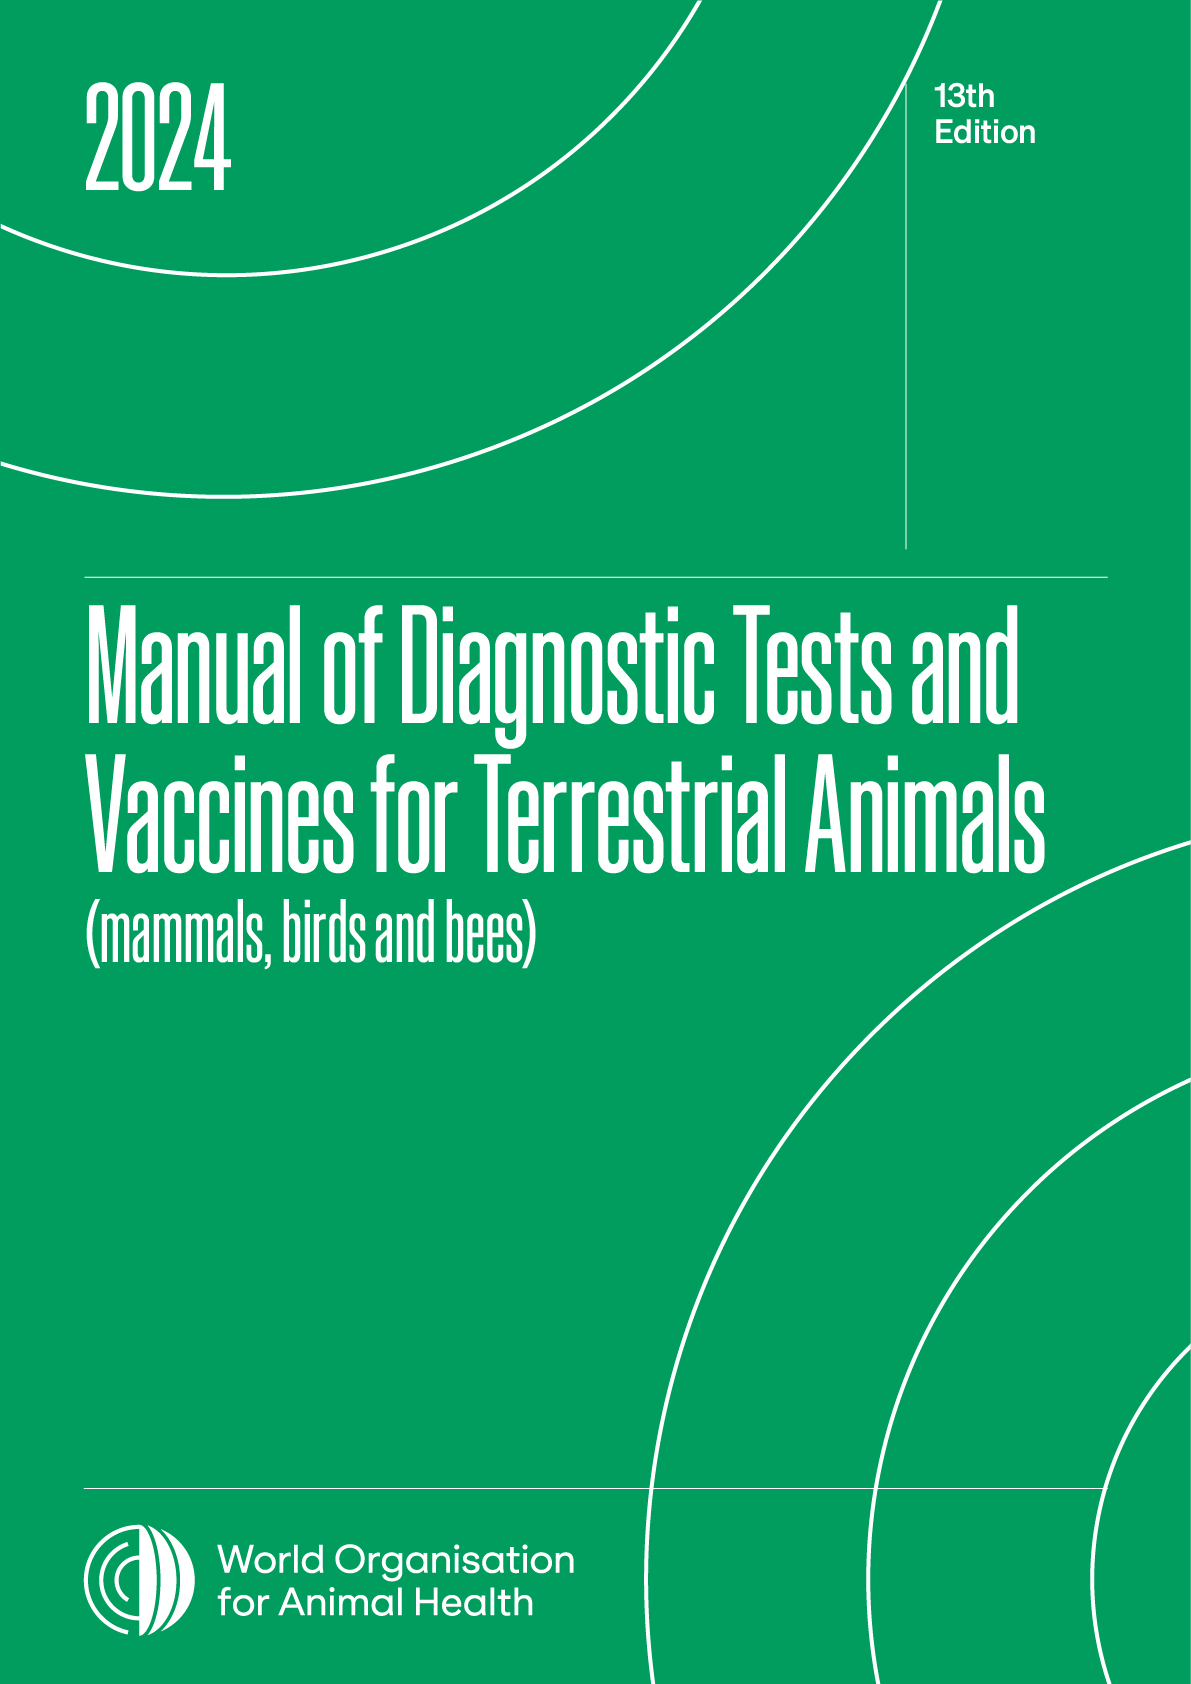 2024
13th
Edition
Manual of Diagnostic Tests and
Vaccines for Terrestrial Animals
(mammals, birds and bees)
World Organisation
for Animal Health